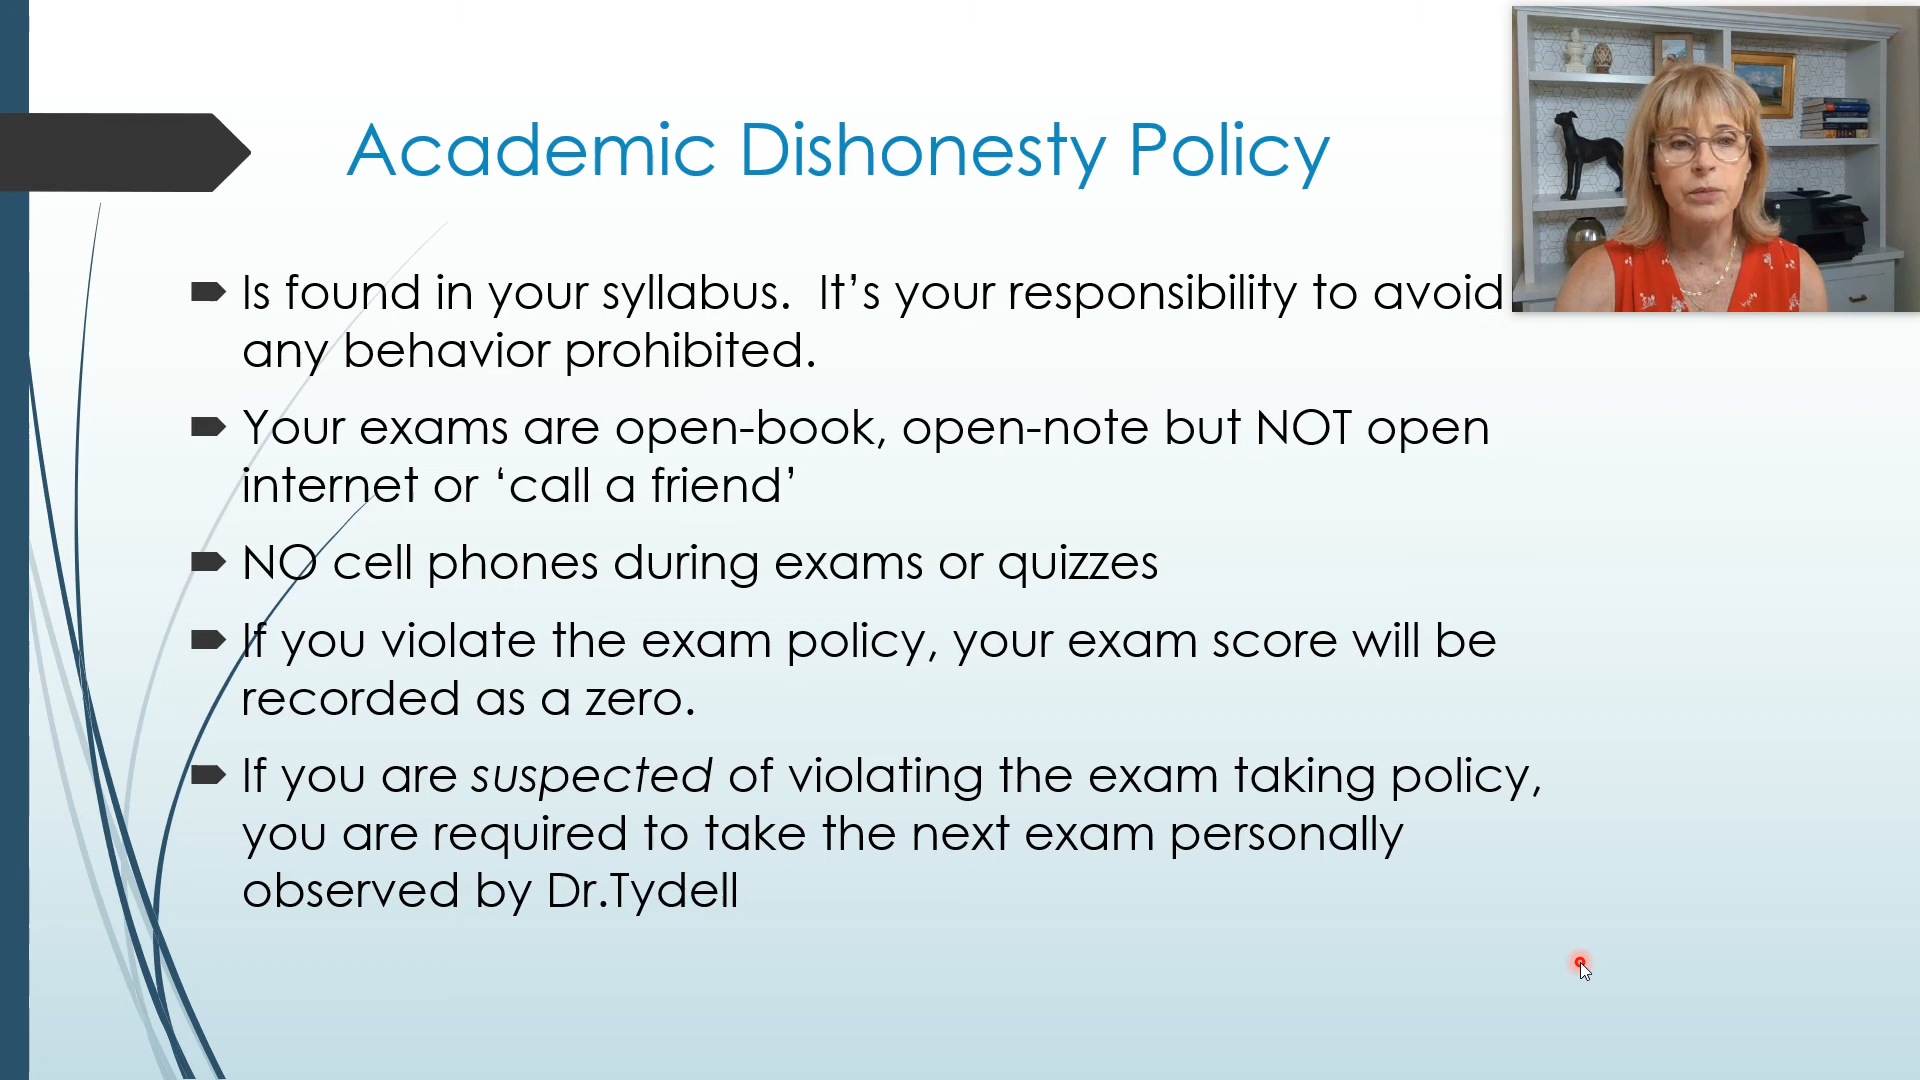 Academic Dishonesty Policy
Is found in your syllabus.  It’s your responsibility to avoid
any behavior prohibited.
Your exams are open-book, open-note but NOT open
internet or ‘call a friend’
NO cell phones during exams or quizzes
If you violate the exam policy, your exam score will be
recorded as a zero.
If you are suspected of violating the exam taking policy,
you are required to take the next exam personally
observed by Dr.Tydell